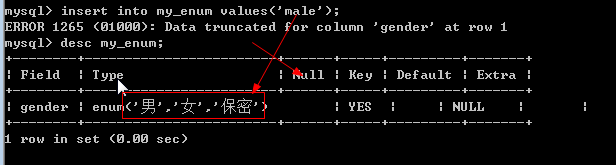 mysql> insert into my_enum values('male');
ERROR 1265 (01000): Data truncated for column 'gender' at row 1
mysql> desc my_enum;
+--------+--------------------------+------+-----+---------+-------+
| Field | Type | Null | Key | Default | Extra |
| gender | enum('男','女','保密') | YES | | NULL | |
1 row in set (0.00 sec)